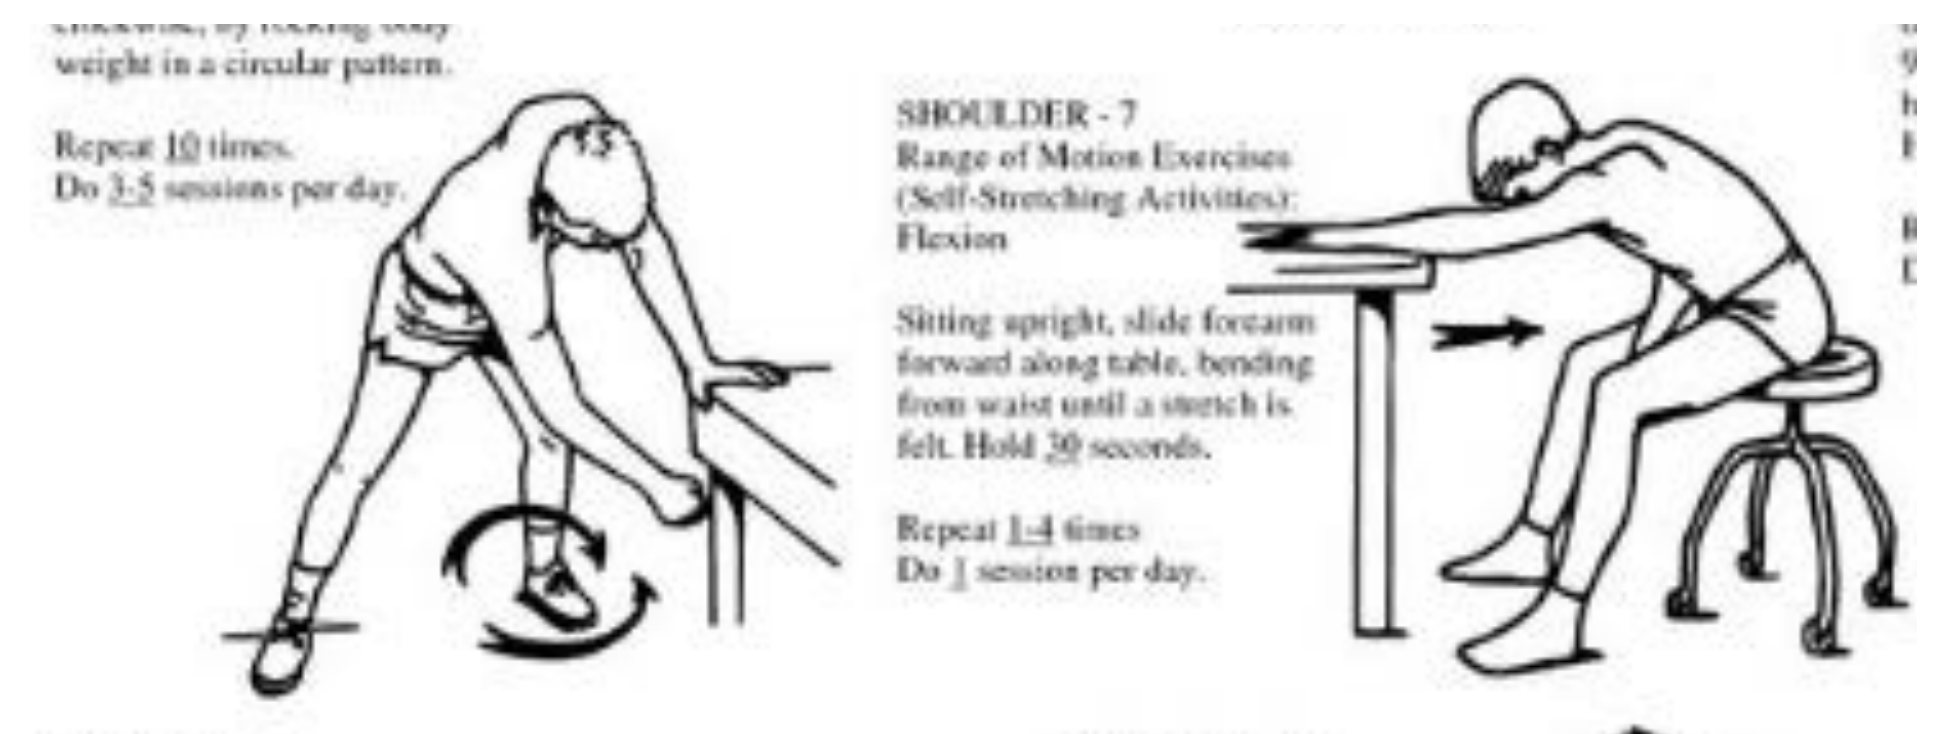 weight in a circular pattern.
Repeat 10 times.
Do 3-5 sessions per day.
SHOULDER - 7
Range of Motion Exercises
(Self-Stretching Activities):
Flexion
Sitting upright, slide forearm
forward along table, bending
from waist until a stretch is
felt. Hold 30 seconds.
Repeat 1-4 times
Do 1 session per day.